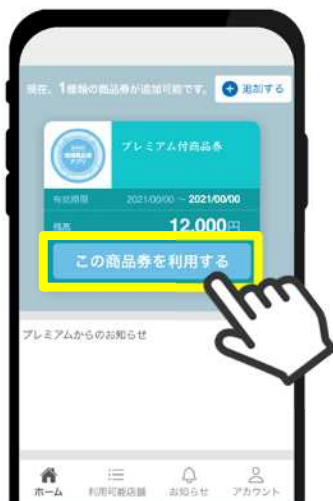 現在、1種類の商品券が追加可能です。 追加する
プレミアム付商品券
有効期限 2021/00/00 ～ 2021/00/00
残高 12,000円
この商品券を利用する
プレミアムからのお知らせ
ホーム 利用可能店舗 お知らせ アカウント